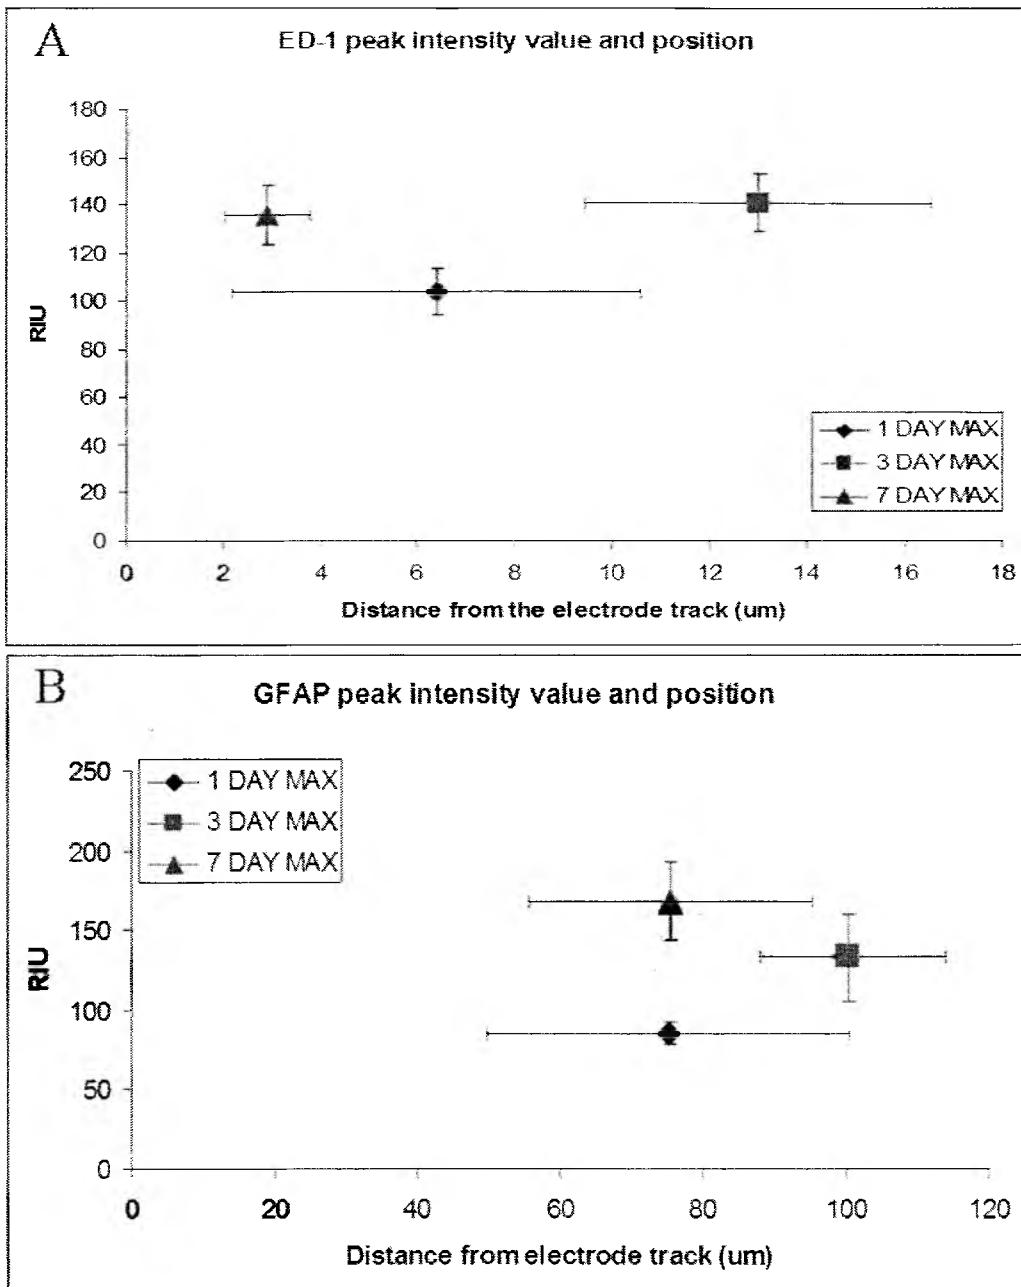 A
ED-1 peak intensity value and position
180
160
140
120
100
80
60
40
20
0
RIU
0 2 4 6 8 10 12 14 16 18
Distance from the electrode track (um)
1 DAY MAX
3 DAY MAX
7 DAY MAX
B
GFAP peak intensity value and position
250
200
150
100
50
0
RIU
1 DAY MAX
3 DAY MAX
7 DAY MAX
0 20 40 60 80 100 120
Distance from electrode track (um)